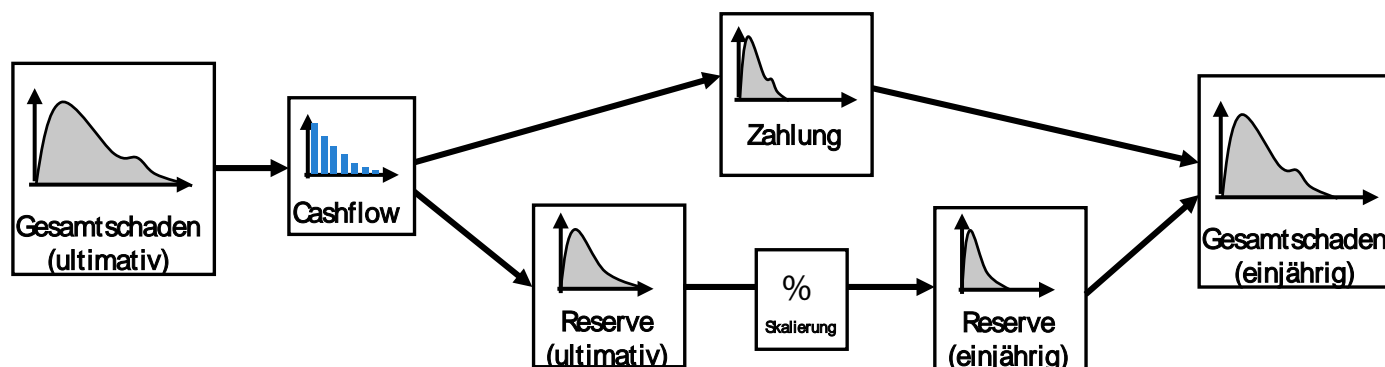 Gesamtschaden
(ultimativ)
Cashflow
Zahlung
Reserve
(ultimativ)
%
Skalierung
Reserve
(einjährig)
Gesamtschaden
(einjährig)